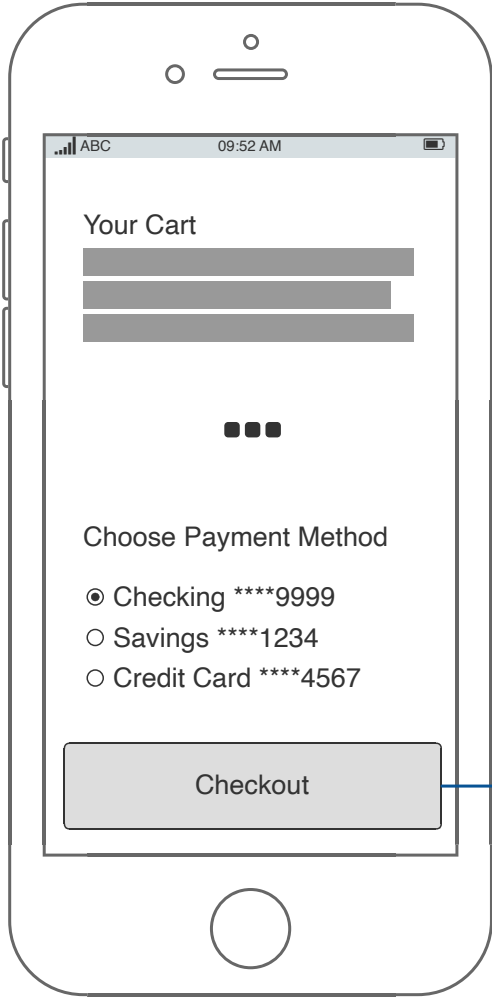 ABC 09:52 AM
Your Cart
Choose Payment Method
Checking ****9999
Savings ****1234
Credit Card ****4567
Checkout